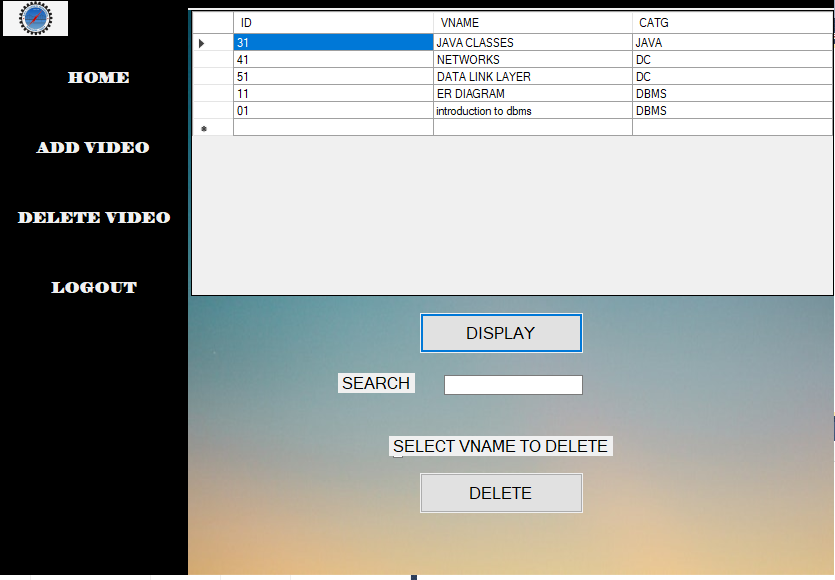 HOME
ADD VIDEO
DELETE VIDEO
LOGOUT
ID VNAME CATG
31 JAVA CLASSES JAVA
41 NETWORKS DC
51 DATA LINK LAYER DC
11 ER DIAGRAM DBMS
01 introduction to dbms DBMS
DISPLAY
SEARCH
SELECT VNAME TO DELETE
DELETE